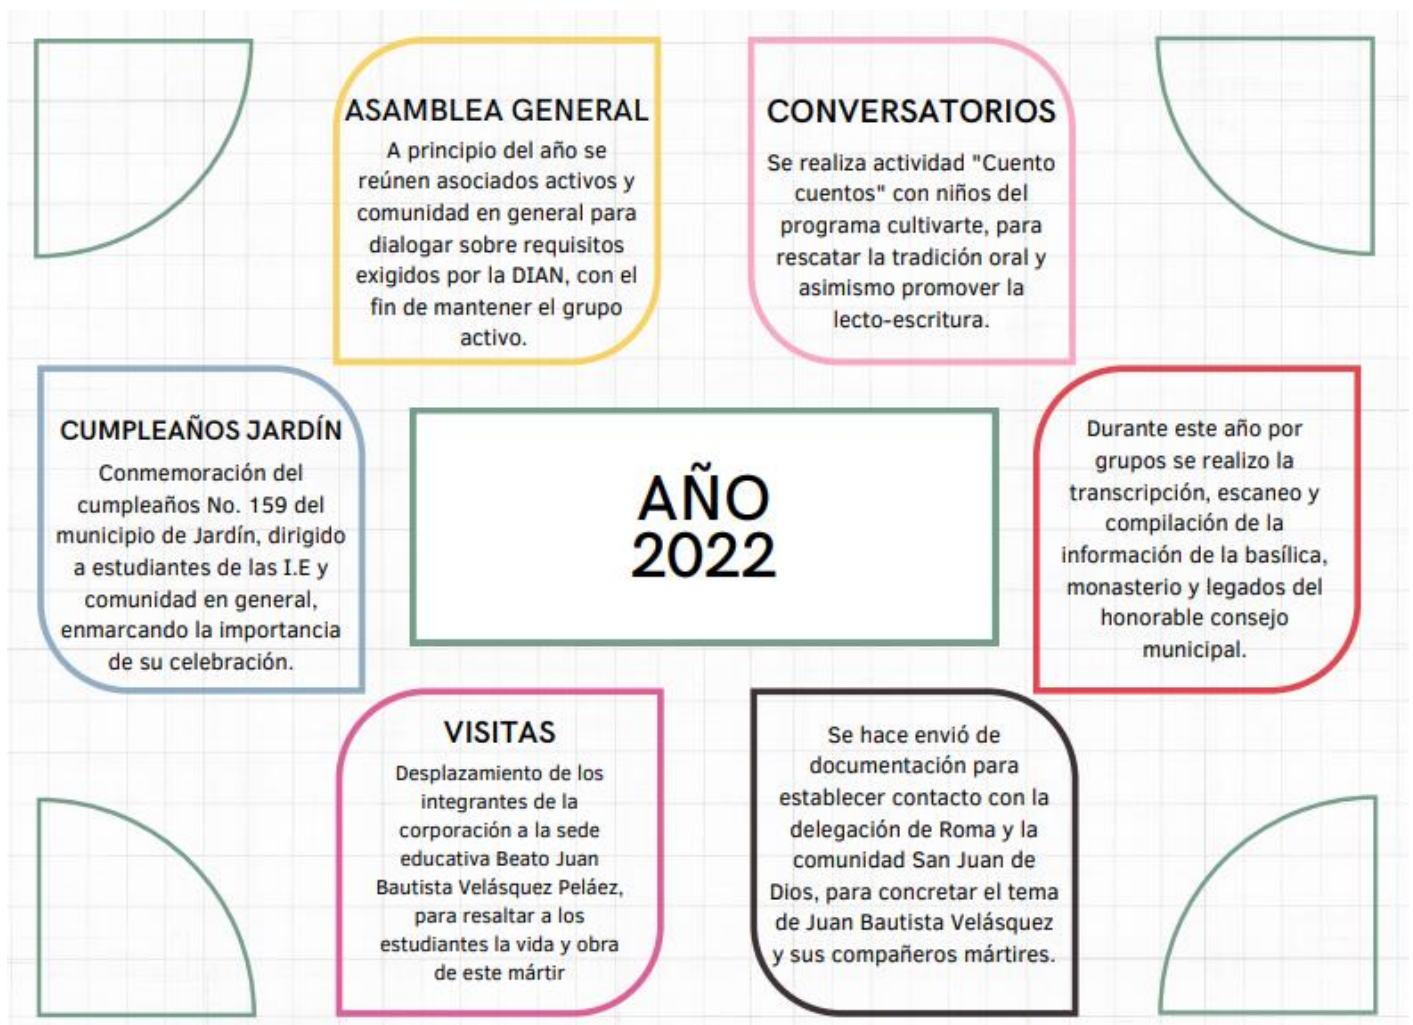 ASAMBLEA GENERAL
A principio del año se
reúnen asociados activos y
comunidad en general para
dialogar sobre requisitos
exigidos por la DIAN, con el
fin de mantener el grupo
activo.
CONVERSATORIOS
Se realiza actividad "Cuento
cuentos" con niños del
programa cultivarte, para
rescatar la tradición oral y
asimismo promover la
lecto-escritura.
CUMPLEAÑOS JARDÍN
Conmemoración del
cumpleaños No. 159 del
municipio de Jardín, dirigido
a estudiantes de las I.E y
comunidad en general,
enmarcando la importancia
de su celebración.
AÑO
2022
Durante este año por
grupos se realizo la
transcripción, escaneo y
compilación de la
información de la basílica,
monasterio y legados del
honorable consejo
municipal.
VISITAS
Desplazamiento de los
integrantes de la
corporación a la sede
educativa Beato Juan
Bautista Velásquez Peláez,
para resaltar a los
estudiantes la vida y obra
de este mártir
Se hace envió de
documentación para
establecer contacto con la
delegación de Roma y la
comunidad San Juan de
Dios, para concretar el tema
de Juan Bautista Velásquez
y sus compañeros mártires.